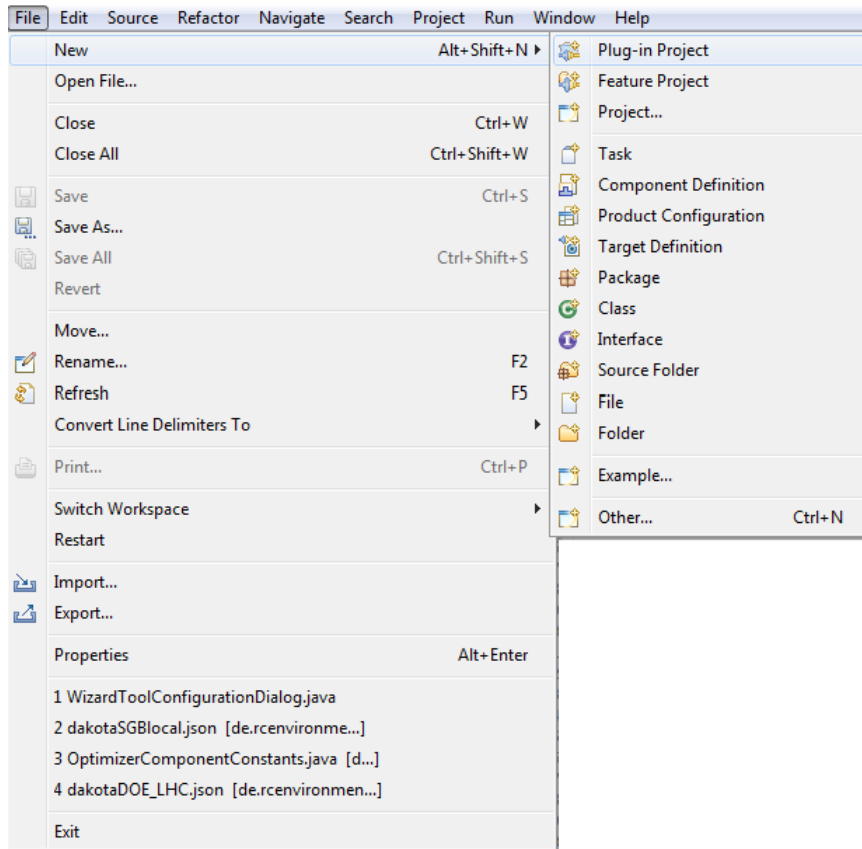 File Edit Source Refactor Navigate Search Project Run Window Help
New Alt+Shift+N
Open File...
Close Ctrl+W
Close All Ctrl+Shift+W
Save Ctrl+S
Save As...
Save All Ctrl+Shift+S
Revert
Move...
Rename... F2
Refresh F5
Convert Line Delimiters To
Print... Ctrl+P
Switch Workspace
Restart
Import...
Export...
Properties Alt+Enter
1 WizardToolConfigurationDialog.java
2 dakotaSGBlocal.json [de.rcenvironme...]
3 OptimizerComponentConstants.java [d...]
4 dakotaDOE_LHC.json [de.rcenvironmen...]
Exit
Plug-in Project
Feature Project
Project...
Task
Component Definition
Product Configuration
Target Definition
Package
Class
Interface
Source Folder
File
Folder
Example...
Other... Ctrl+N